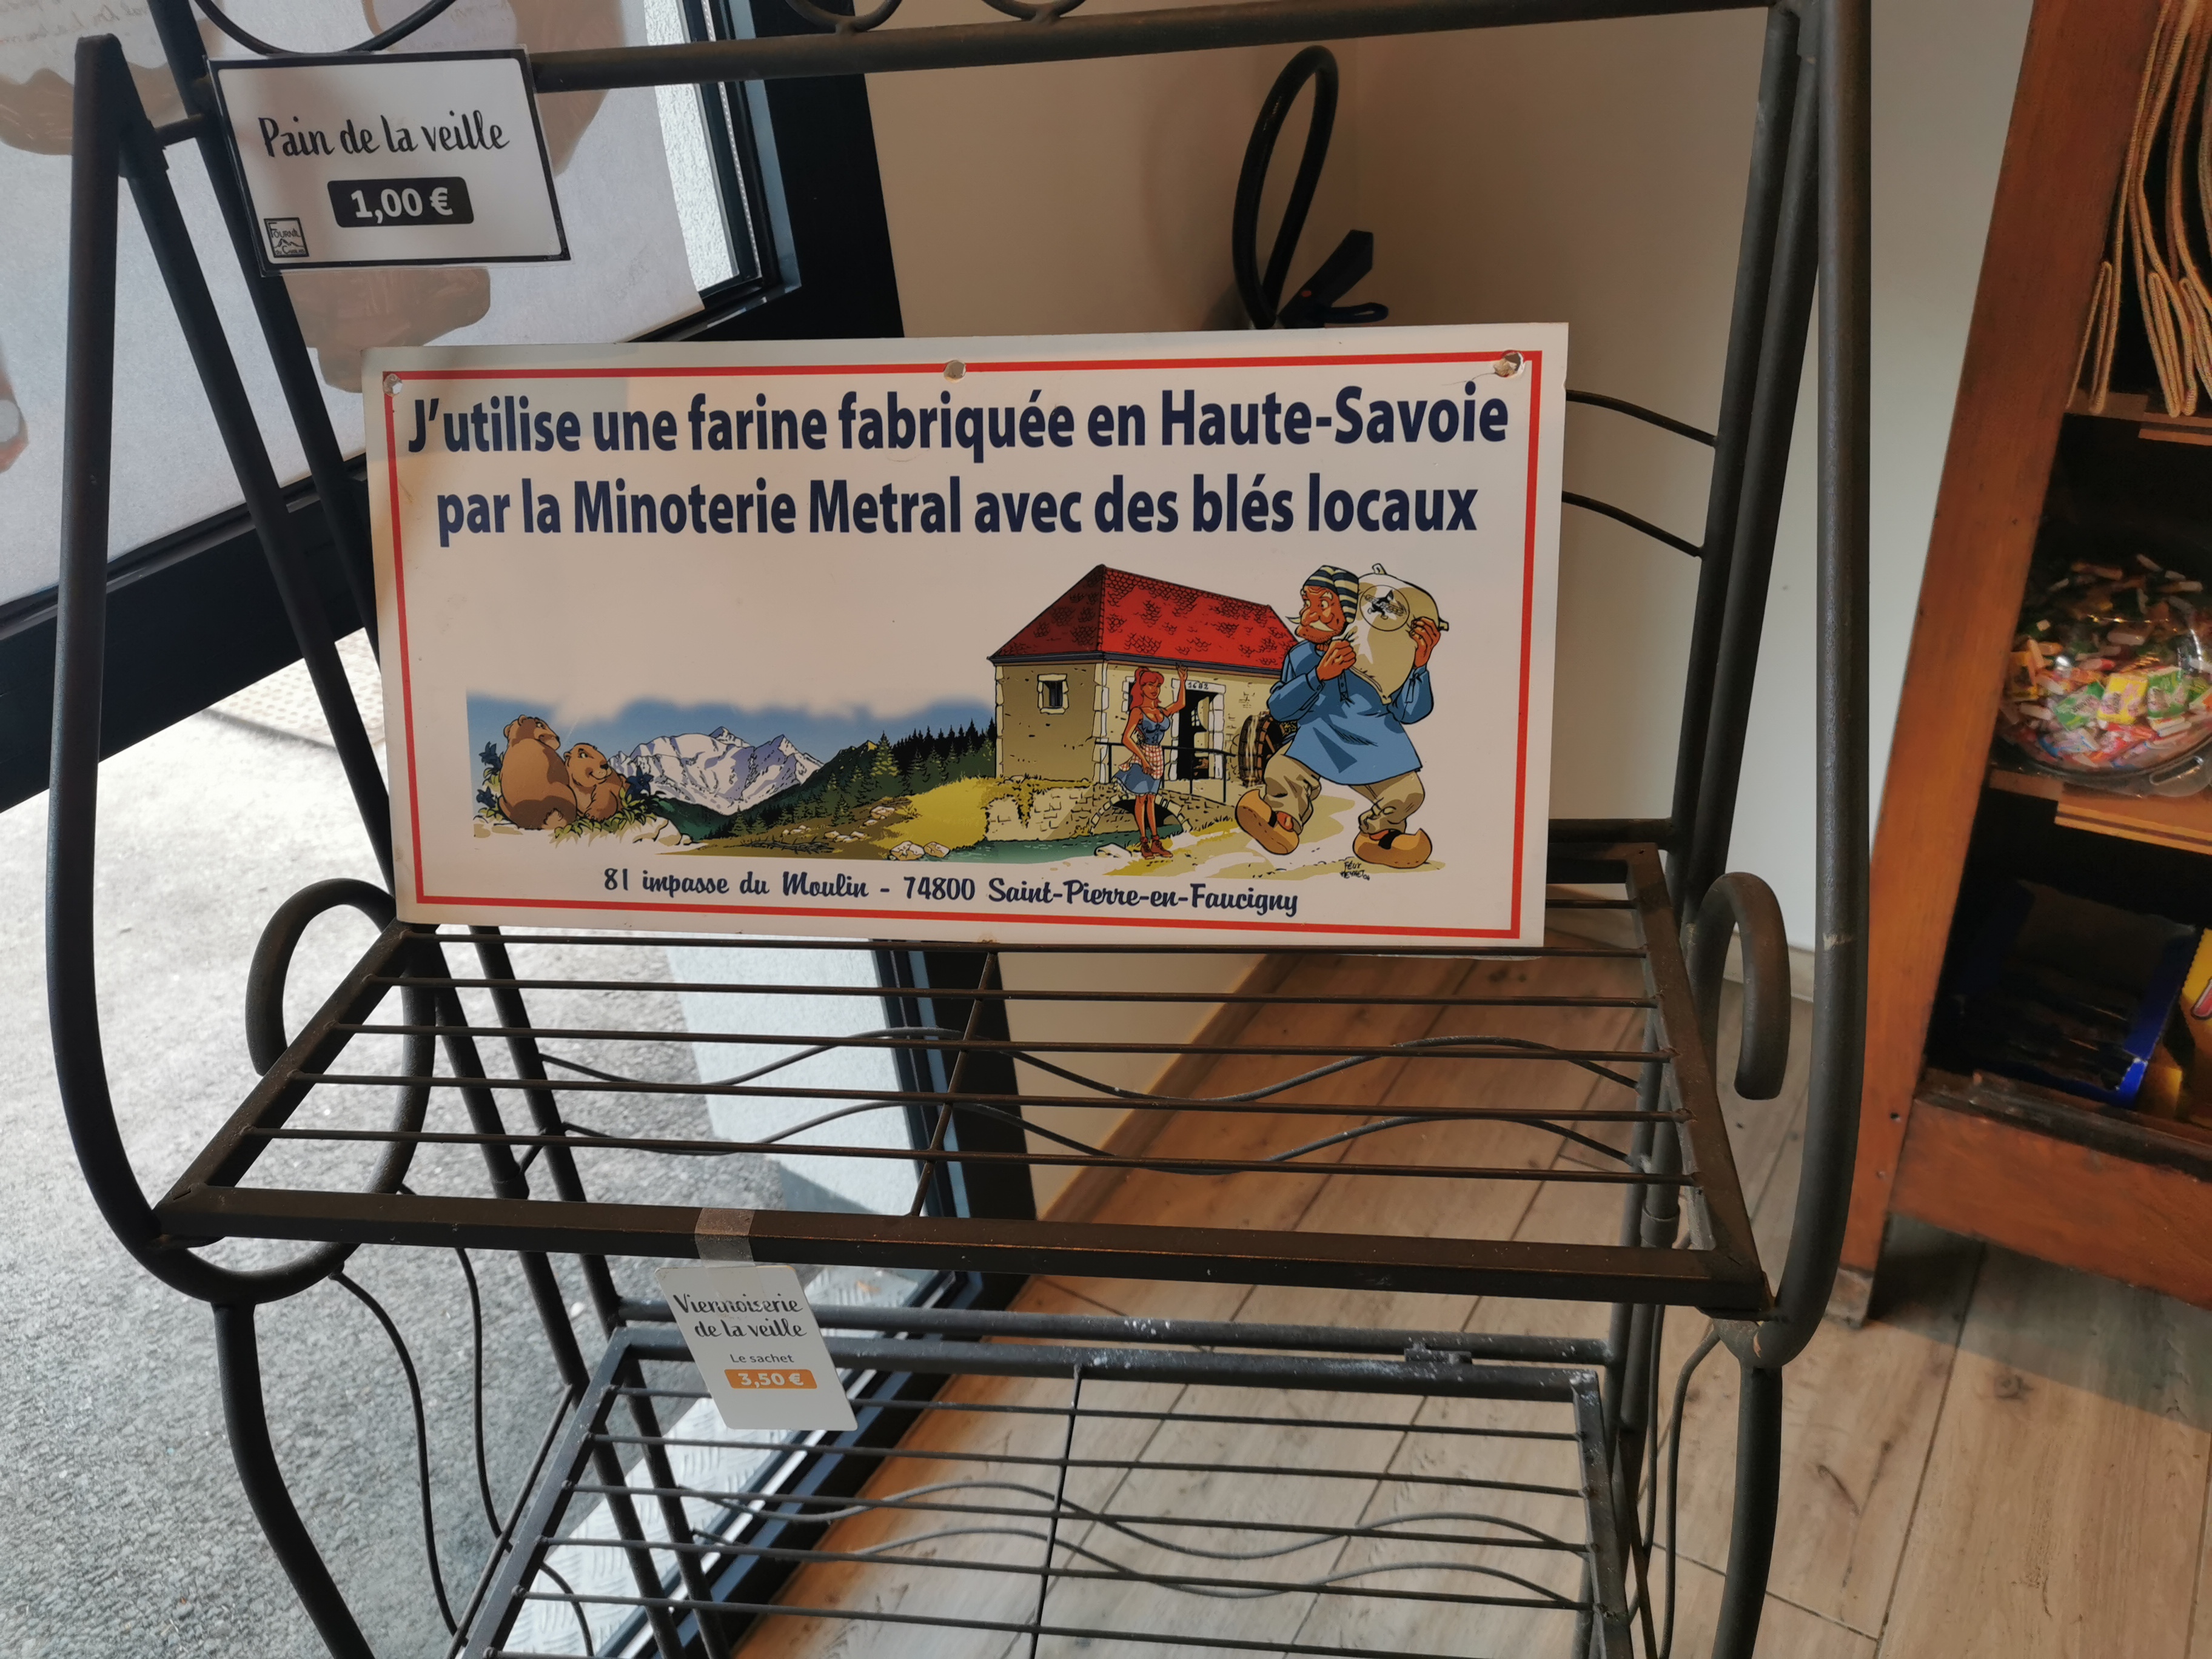 Pain de la veille
1,00 €
FOURNIL
J'utilise une farine fabriquée en Haute-Savoie
par la Minoterie Metral avec des blés locaux
81 impasse du Moulin - 74800 Saint-Pierre-en-Faucigny
Viennoiserie
de la veille
Le sachet
3,50 €